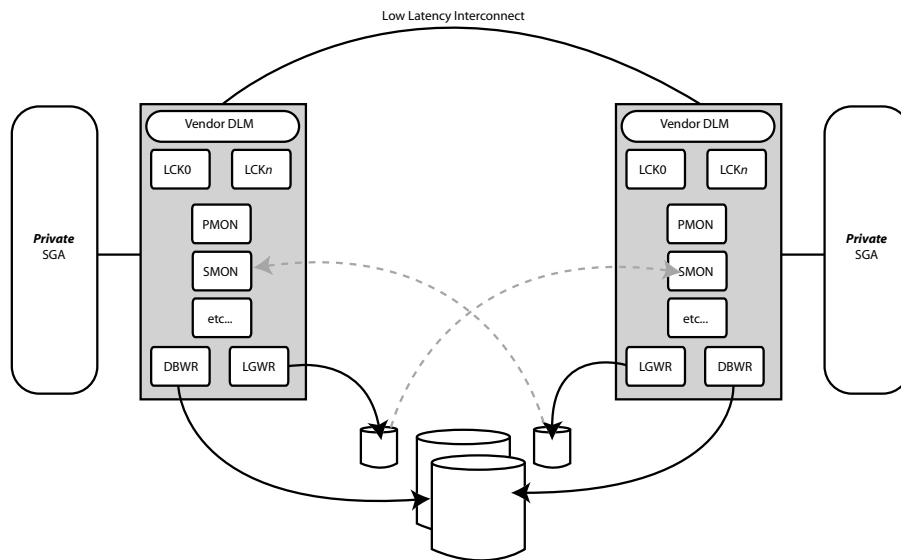 Low Latency Interconnect
Vendor DLM
LCK0
LCKn
PMON
Private
SGA
SMON
etc...
DBWR
LGWR
Vendor DLM
LCK0
LCKn
PMON
Private
SGA
SMON
etc...
LGWR
DBWR